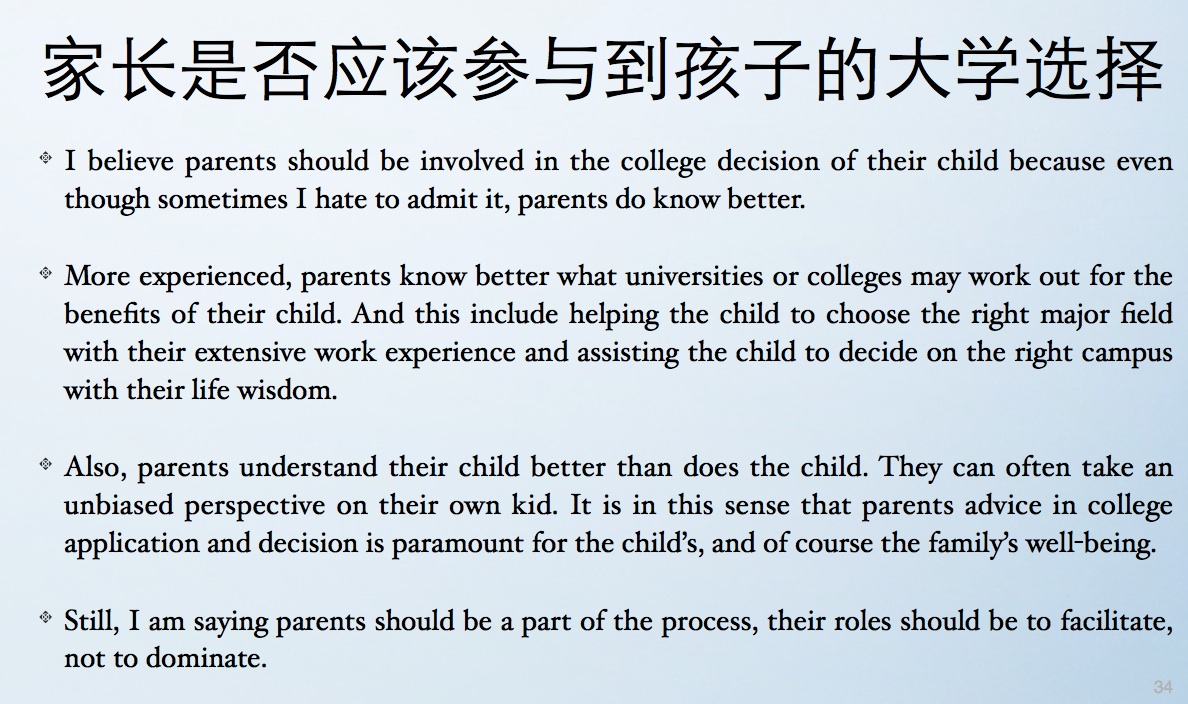 家长是否应该参与到孩子的大学选择
I believe parents should be involved in the college decision of their child because even
though sometimes I hate to admit it, parents do know better.
More experienced, parents know better what universities or colleges may work out for the
benefits of their child. And this include helping the child to choose the right major field
with their extensive work experience and assisting the child to decide on the right campus
with their life wisdom.
Also, parents understand their child better than does the child. They can often take an
unbiased perspective on their own kid. It is in this sense that parents advice in college
application and decision is paramount for the child’s, and of course the family’s well-being.
Still, I am saying parents should be a part of the process, their roles should be to facilitate,
not to dominate.
34